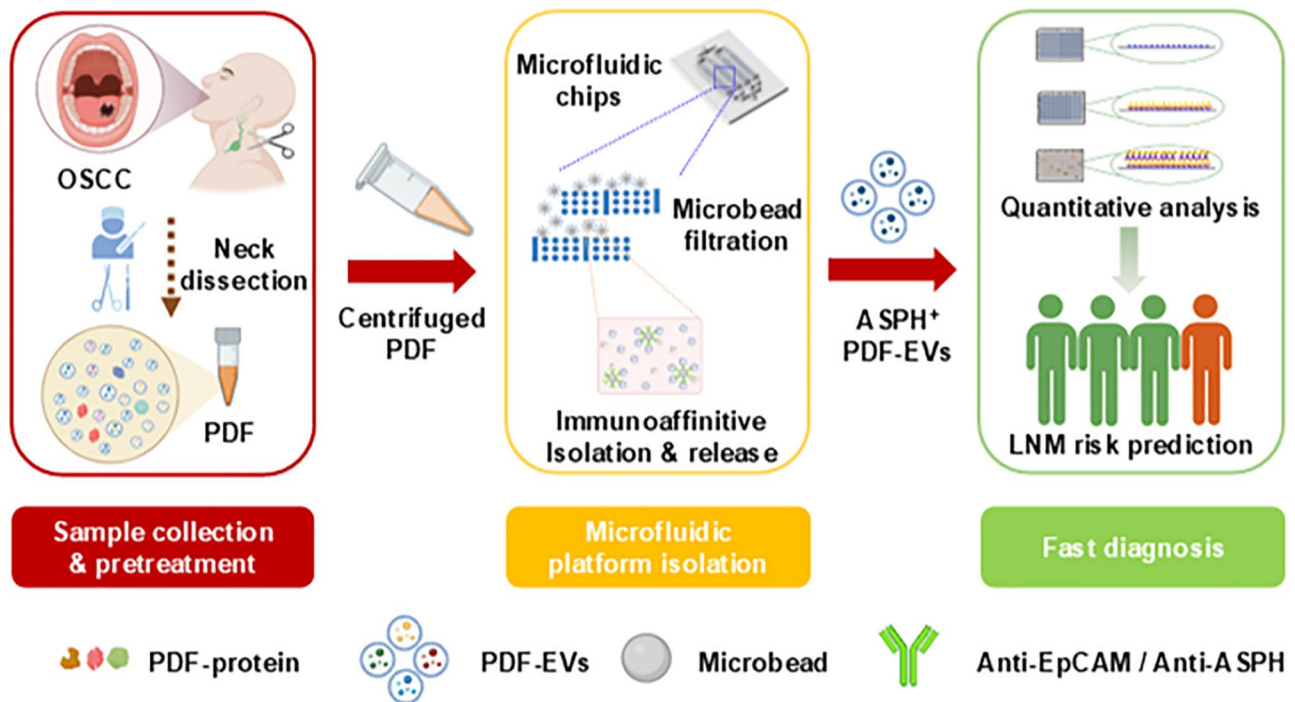 OSCC
Neck
dissection
PDF
Centrifuged
PDF
Microfluidic
chips
Microbead
filtration
Immunoaffinitive
Isolation & release
ASPH⁺
PDF-EVs
Quantitative analysis
LNM risk prediction
Sample collection
& pretreatment
Microfluidic
platform isolation
Fast diagnosis
PDF-protein
PDF-EVs
Microbead
Anti-EpCAM / Anti-ASPH